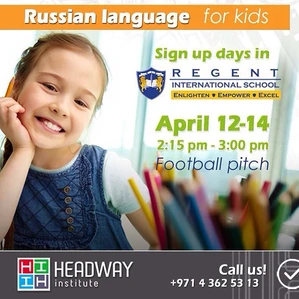 Russian language for kids
Sign up days in
REGENT
INTERNATIONAL SCHOOL
ENLIGHTEN • EMPOWER • EXCEL
April 12-14
2:15 pm - 3:00 pm
Football pitch
HEADWAY
institute
Call us!
+971 4 362 53 13